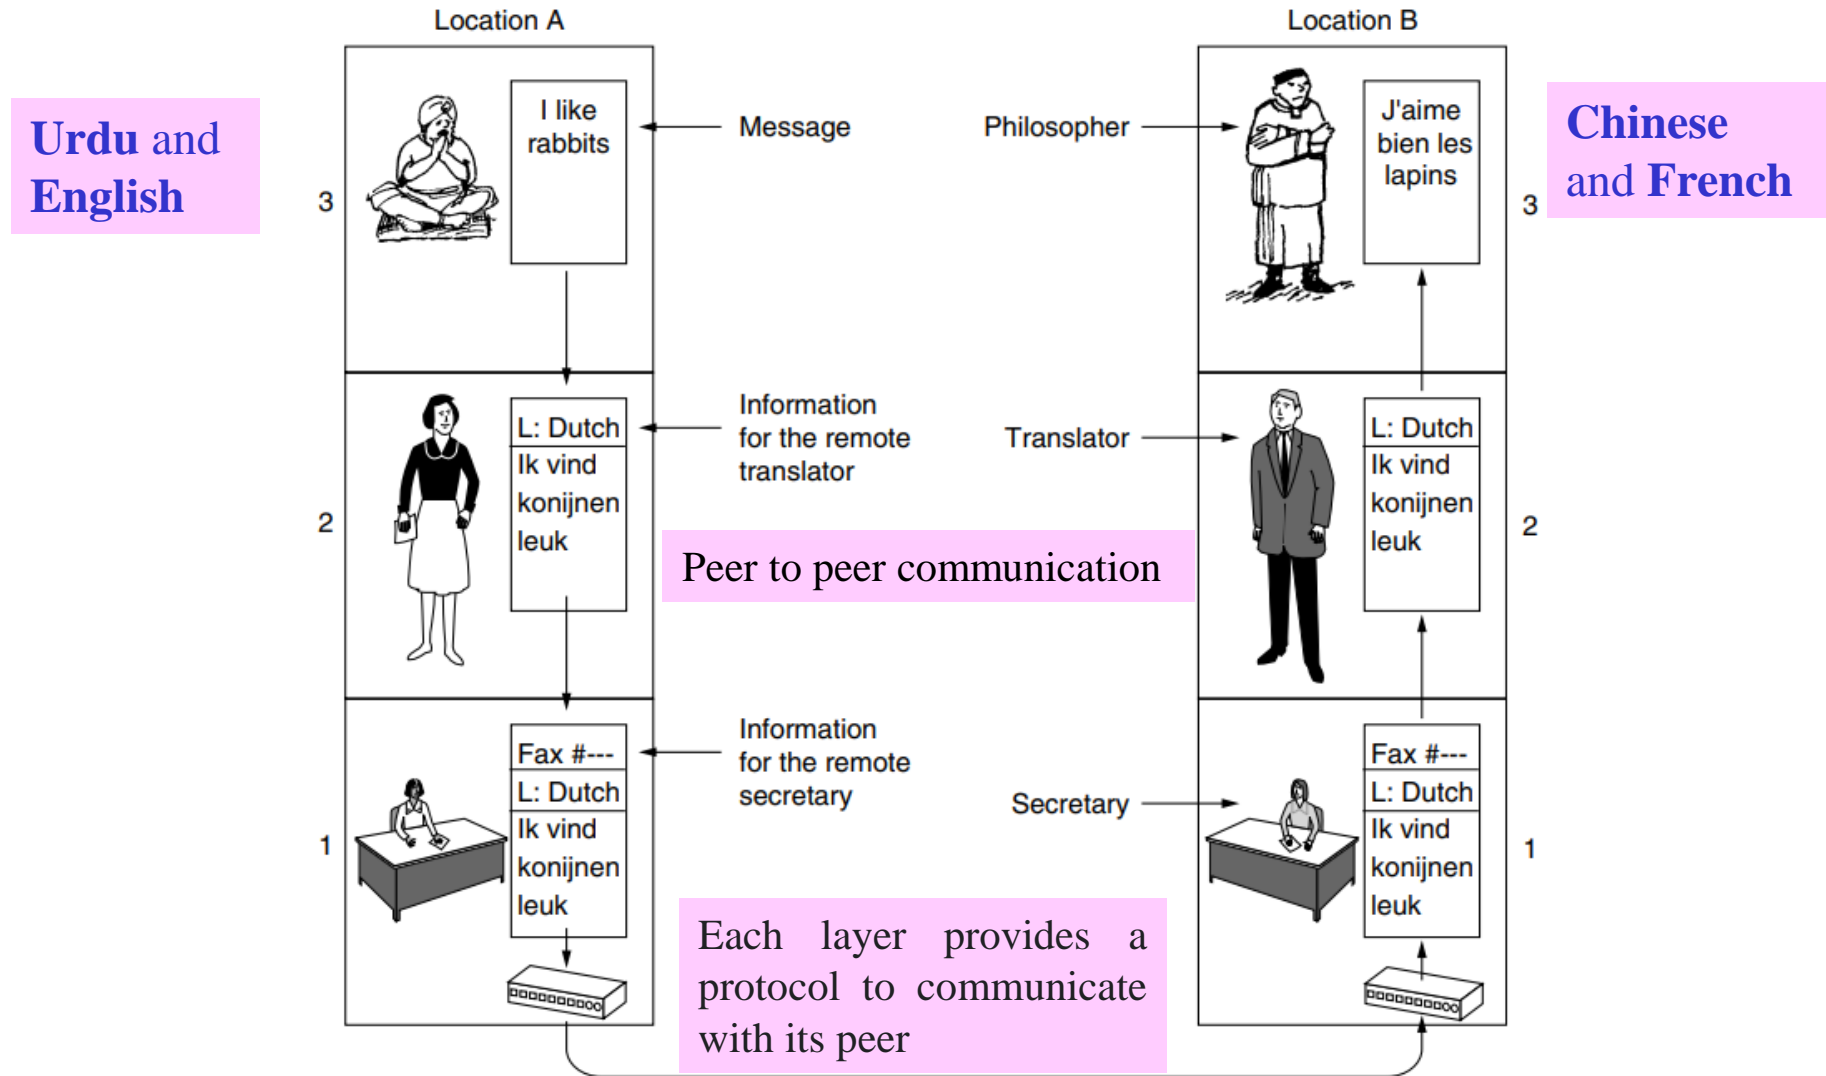 Location A
Location B
Urdu and
English
I like
rabbits
Message
Philosopher
J'aime
bien les
lapins
Chinese
and French
3
3
L: Dutch
Ik vind
konijnen
leuk
Information
for the remote
translator
Translator
L: Dutch
Ik vind
konijnen
leuk
2
2
Peer to peer communication
Fax #---
L: Dutch
Ik vind
konijnen
leuk
Information
for the remote
secretary
Secretary
Fax #---
L: Dutch
Ik vind
konijnen
leuk
1
1
Each layer provides a
protocol to communicate
with its peer